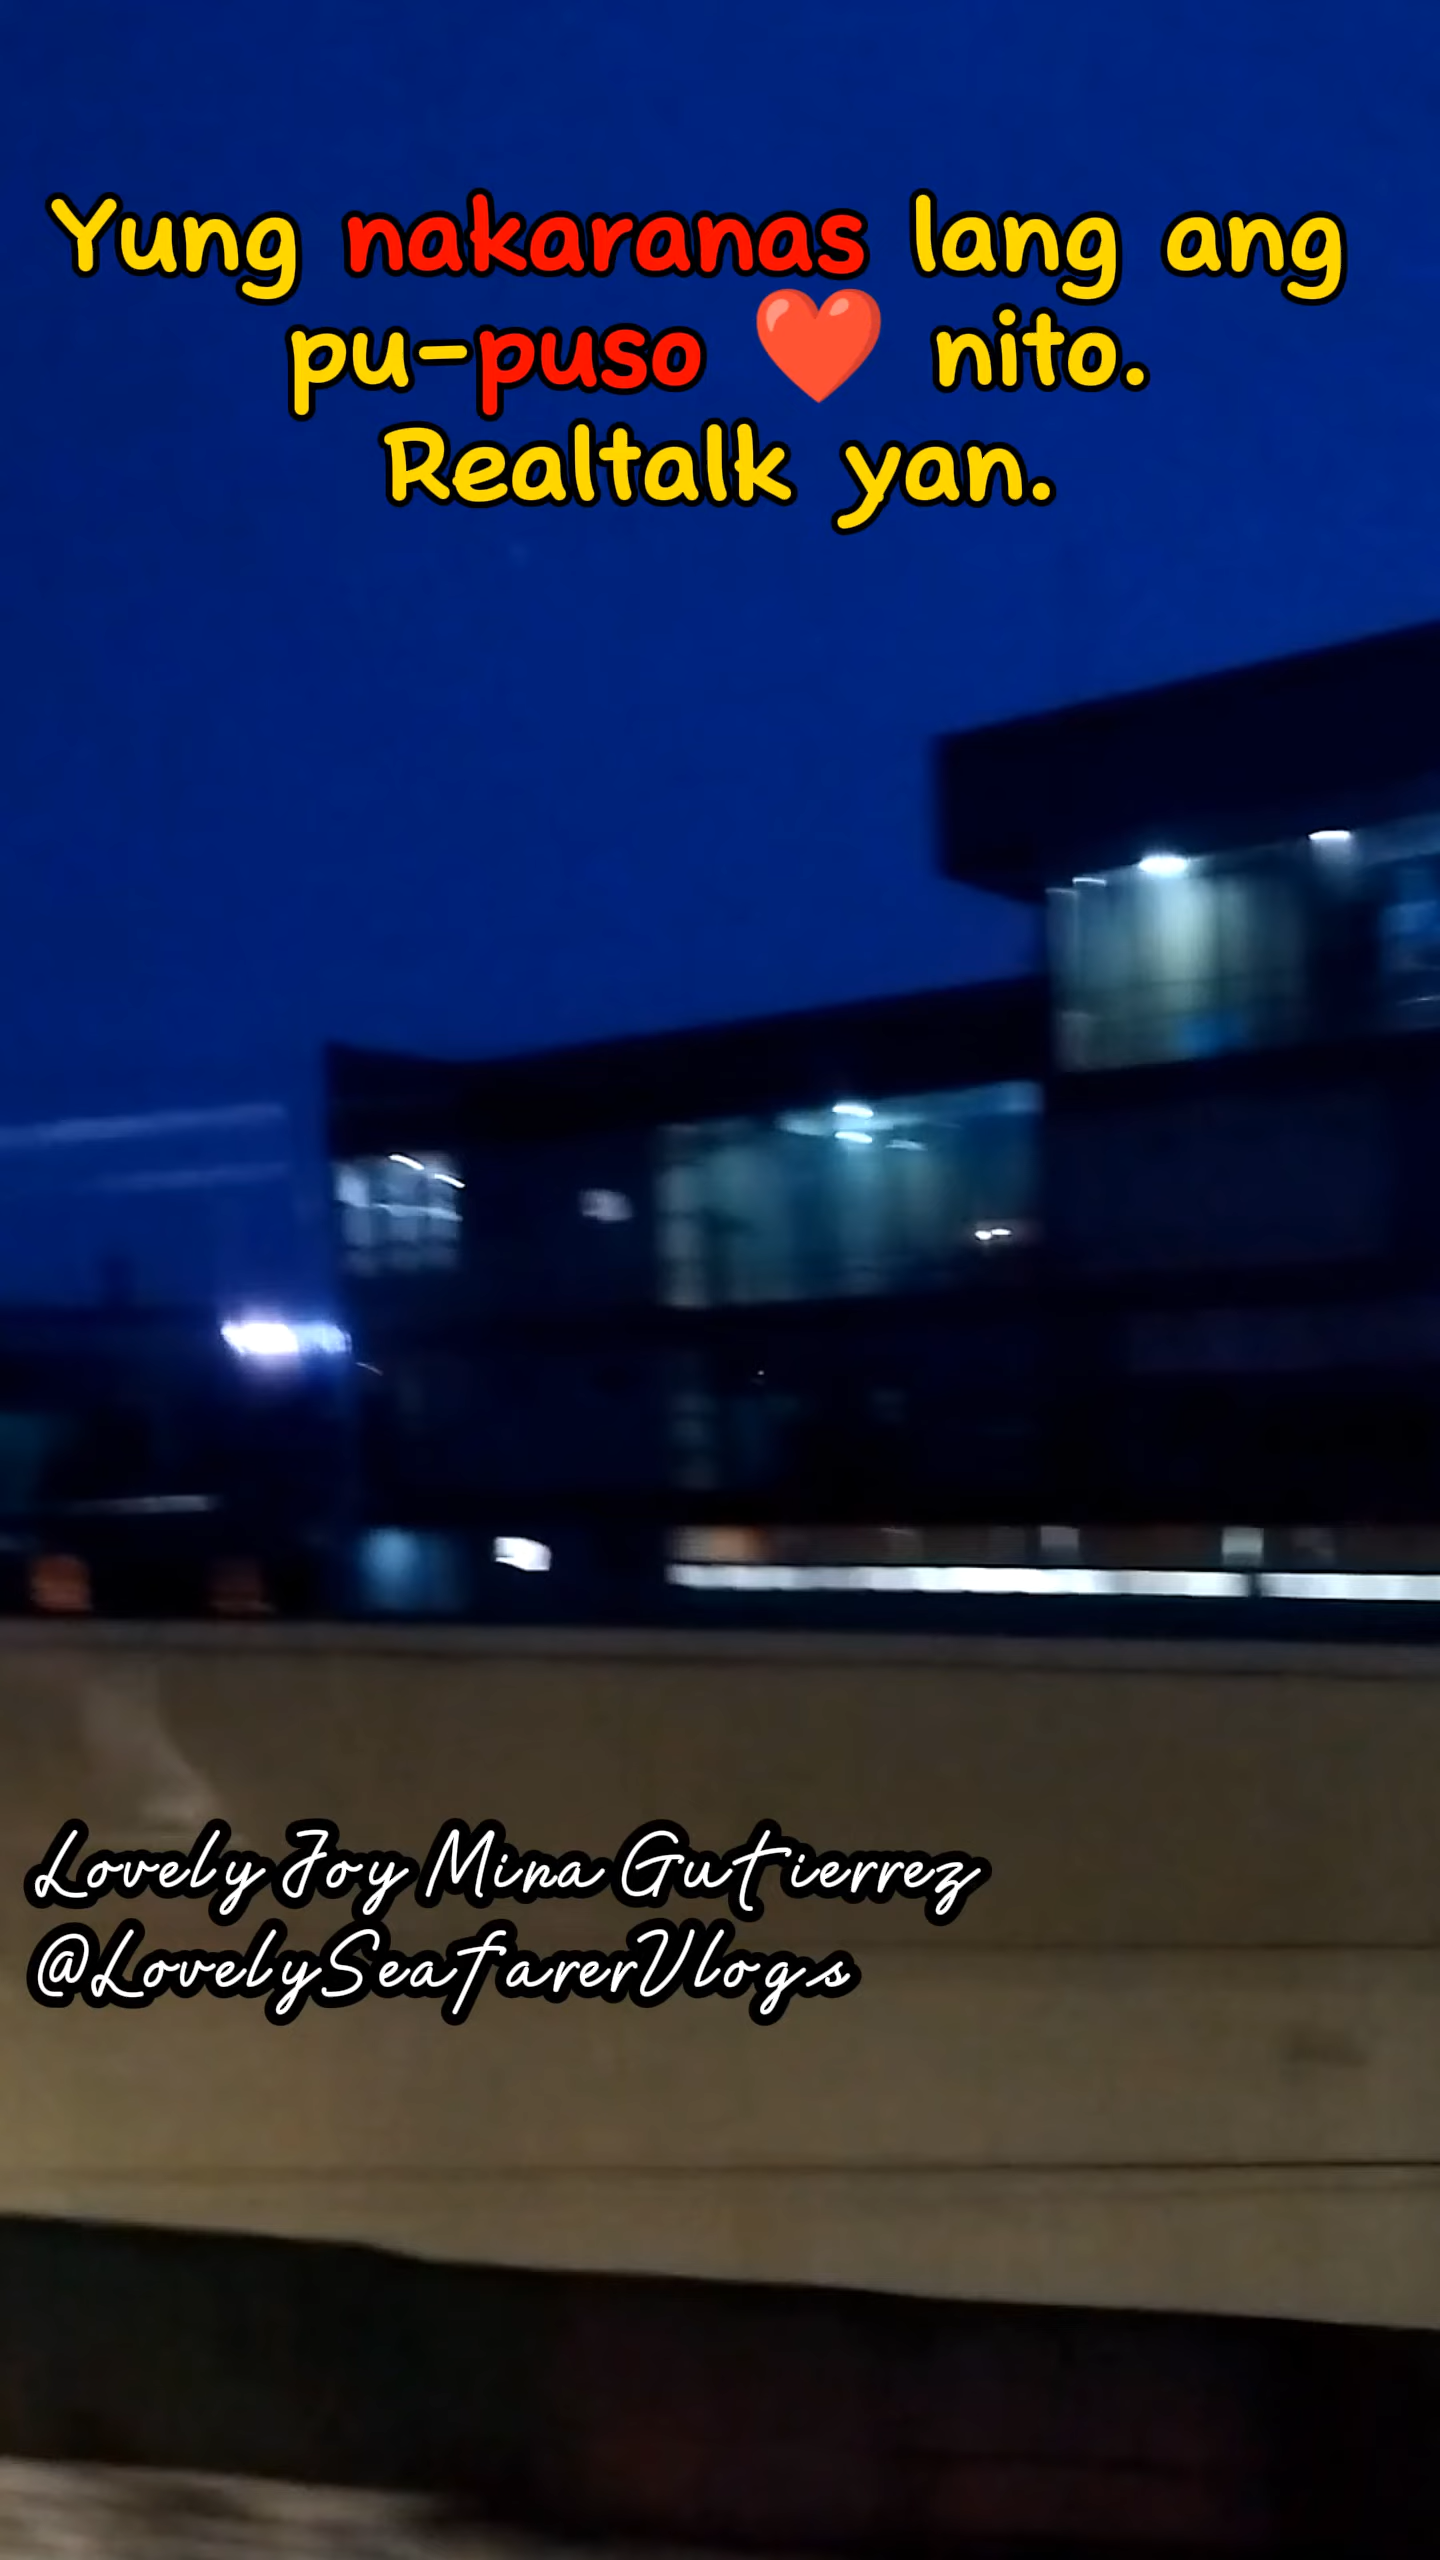 Yung nakaranas lang ang
pu-puso ❤️ nito.
Realtalk yan.
Lovely Joy Mina Gutierrez
@LovelySeafarerVlogs